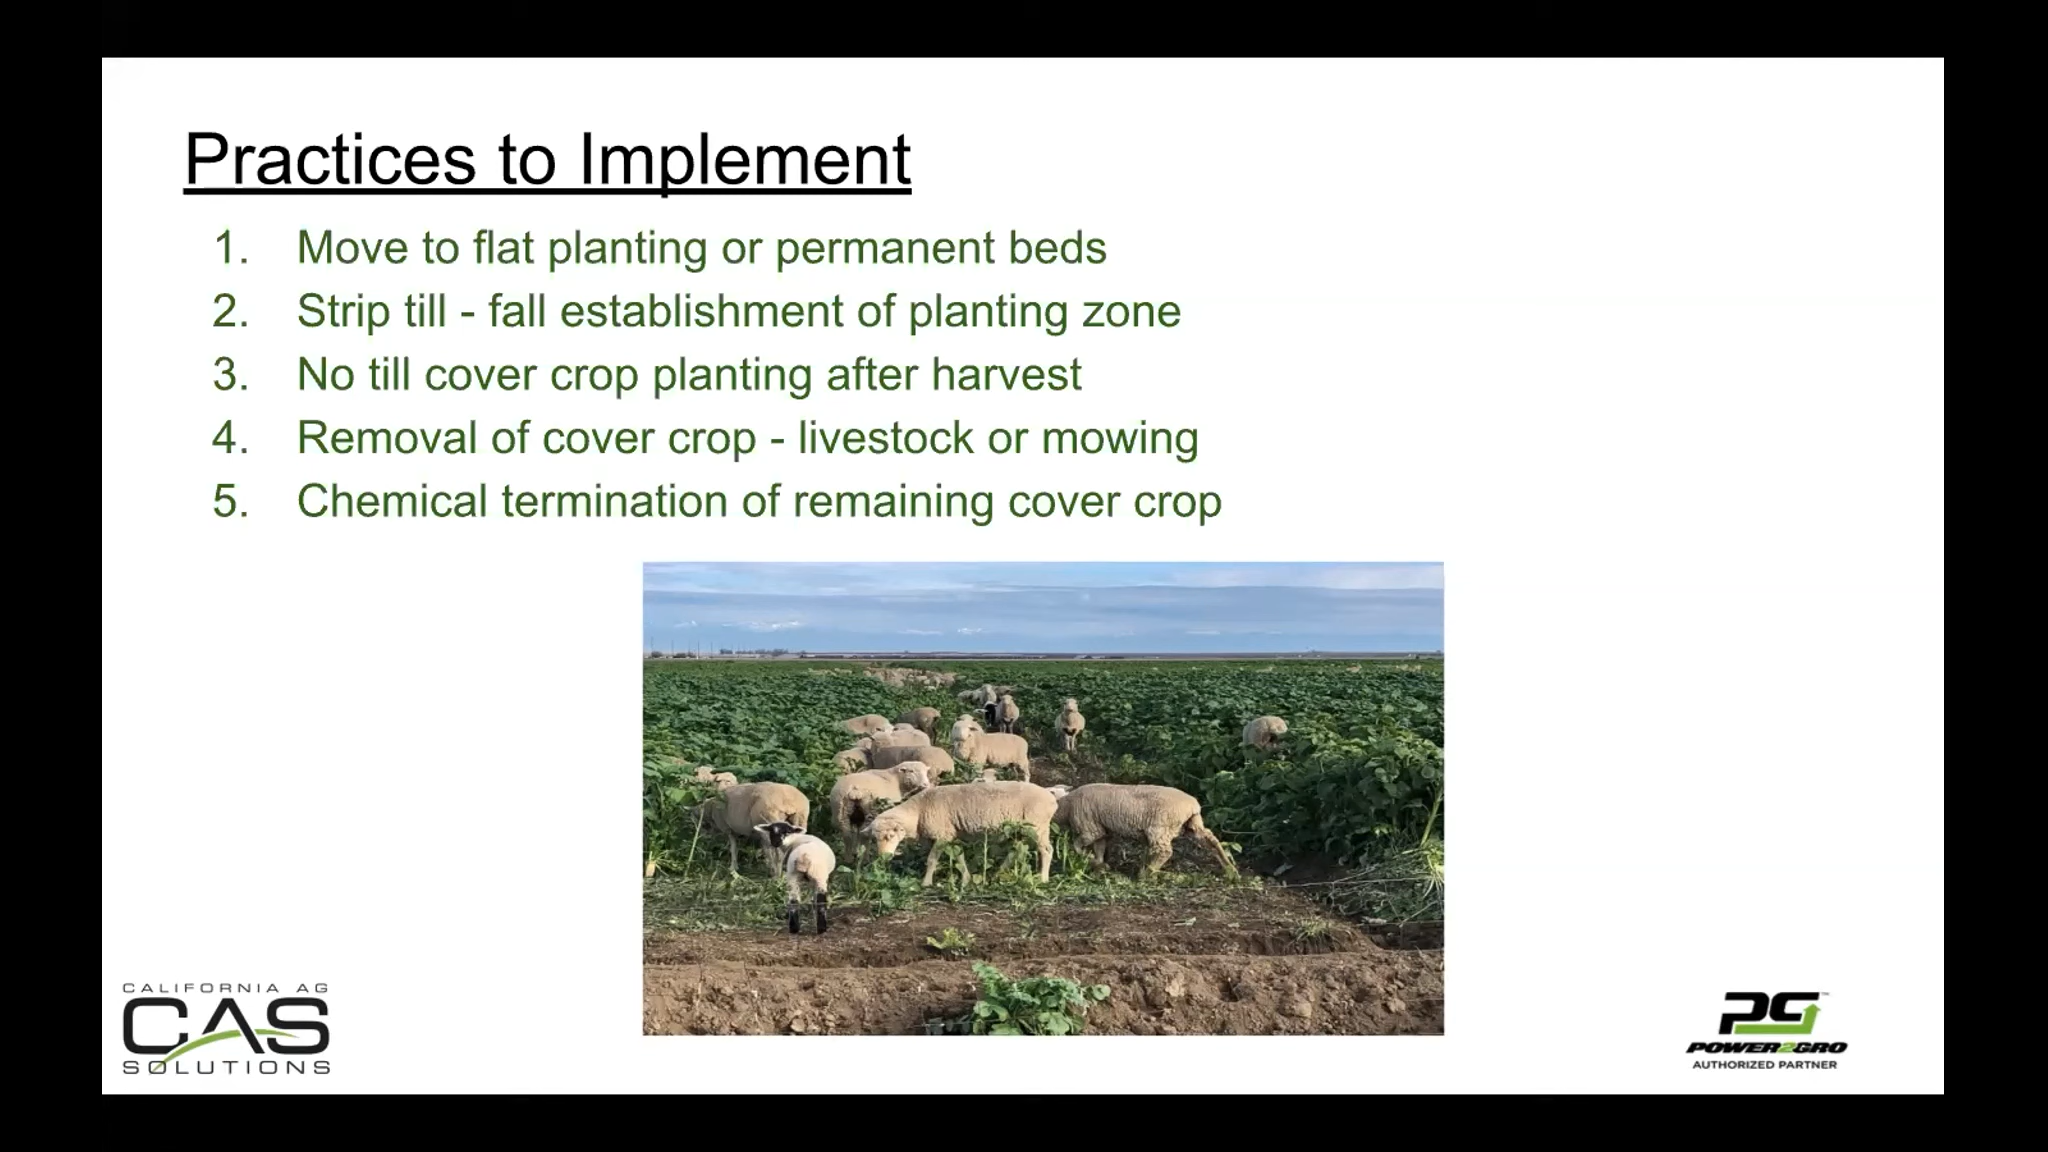 Practices to Implement
1. Move to flat planting or permanent beds
2. Strip till - fall establishment of planting zone
3. No till cover crop planting after harvest
4. Removal of cover crop - livestock or mowing
5. Chemical termination of remaining cover crop
CALIFORNIA AG
CAS
SOLUTIONS
PG™
POWER2GRO
AUTHORIZED PARTNER